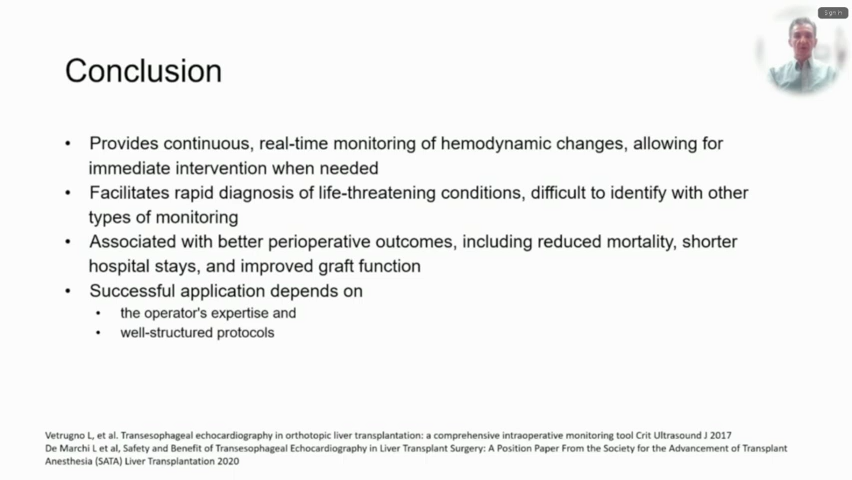 Sign in
Conclusion
• Provides continuous, real-time monitoring of hemodynamic changes, allowing for
immediate intervention when needed
• Facilitates rapid diagnosis of life-threatening conditions, difficult to identify with other
types of monitoring
• Associated with better perioperative outcomes, including reduced mortality, shorter
hospital stays, and improved graft function
• Successful application depends on
• the operator's expertise and
• well-structured protocols
Vetrugno L, et al. Transesophageal echocardiography in orthotopic liver transplantation: a comprehensive intraoperative monitoring tool Crit Ultrasound J 2017
De Marchi L et al, Safety and Benefit of Transesophageal Echocardiography in Liver Transplant Surgery: A Position Paper From the Society for the Advancement of Transplant
Anesthesia (SATA) Liver Transplantation 2020